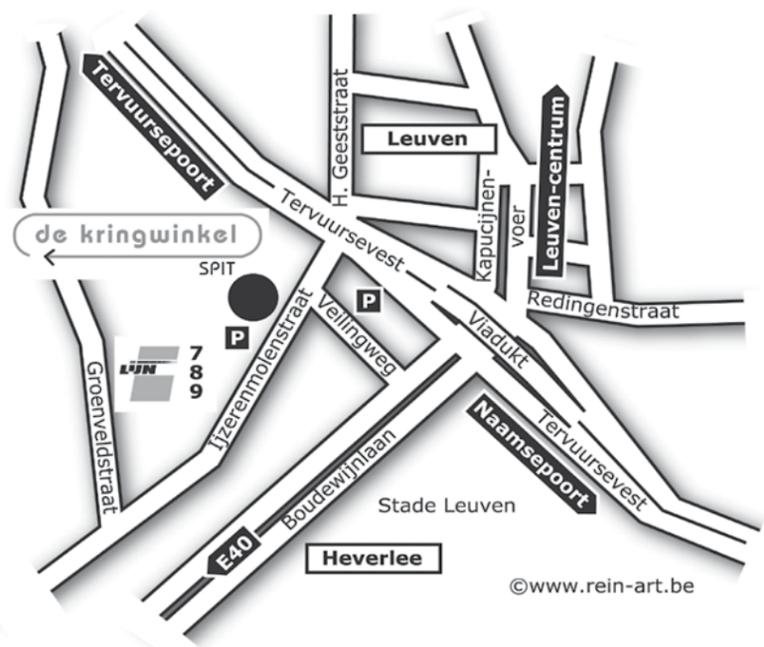 Tervuursepoort
H. Geeststraat
Leuven
Leuven-centrum
Kapucijnen-
voer
Tervuursevest
de kringwinkel
SPIT
P
P
Redingenstraat
Veilingweg
Viadukt
LIJN
7
8
9
Groenveldstraat
Ijzerenmolenstraat
Naamsepoort
Tervuursevest
Boudewijnlaan
Stade Leuven
E40
Heverlee
©www.rein-art.be